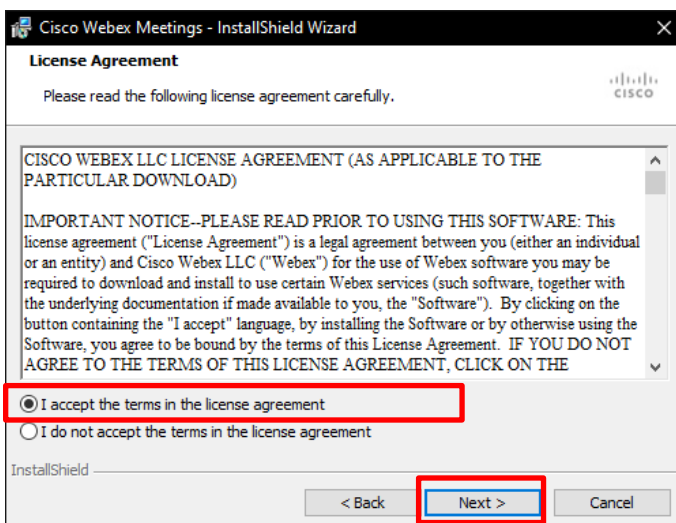 Cisco Webex Meetings - InstallShield Wizard
License Agreement
Please read the following license agreement carefully.
CISCO
CISCO WEBEX LLC LICENSE AGREEMENT (AS APPLICABLE TO THE
PARTICULAR DOWNLOAD)
IMPORTANT NOTICE--PLEASE READ PRIOR TO USING THIS SOFTWARE: This
license agreement ("License Agreement") is a legal agreement between you (either an individual
or an entity) and Cisco Webex LLC ("Webex") for the use of Webex software you may be
required to download and install to use certain Webex services (such software, together with
the underlying documentation if made available to you, the "Software").  By clicking on the
button containing the "I accept" language, by installing the Software or by otherwise using the
Software, you agree to be bound by the terms of this License Agreement.  IF YOU DO NOT
AGREE TO THE TERMS OF THIS LICENSE AGREEMENT, CLICK ON THE
I accept the terms in the license agreement
I do not accept the terms in the license agreement
InstallShield
< Back Next > Cancel